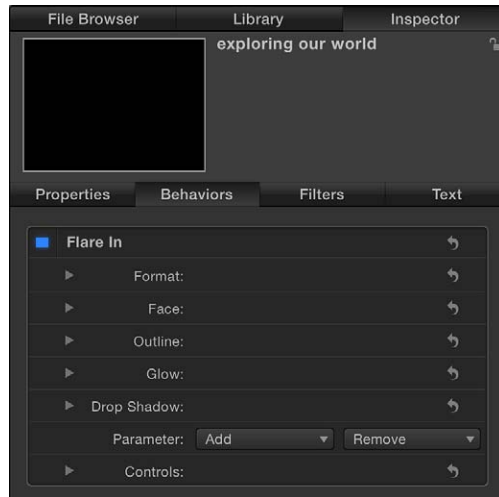 File Browser Library Inspector
exploring our world
Properties Behaviors Filters Text
Flare In
Format:
Face:
Outline:
Glow:
Drop Shadow:
Parameter: Add Remove
Controls: